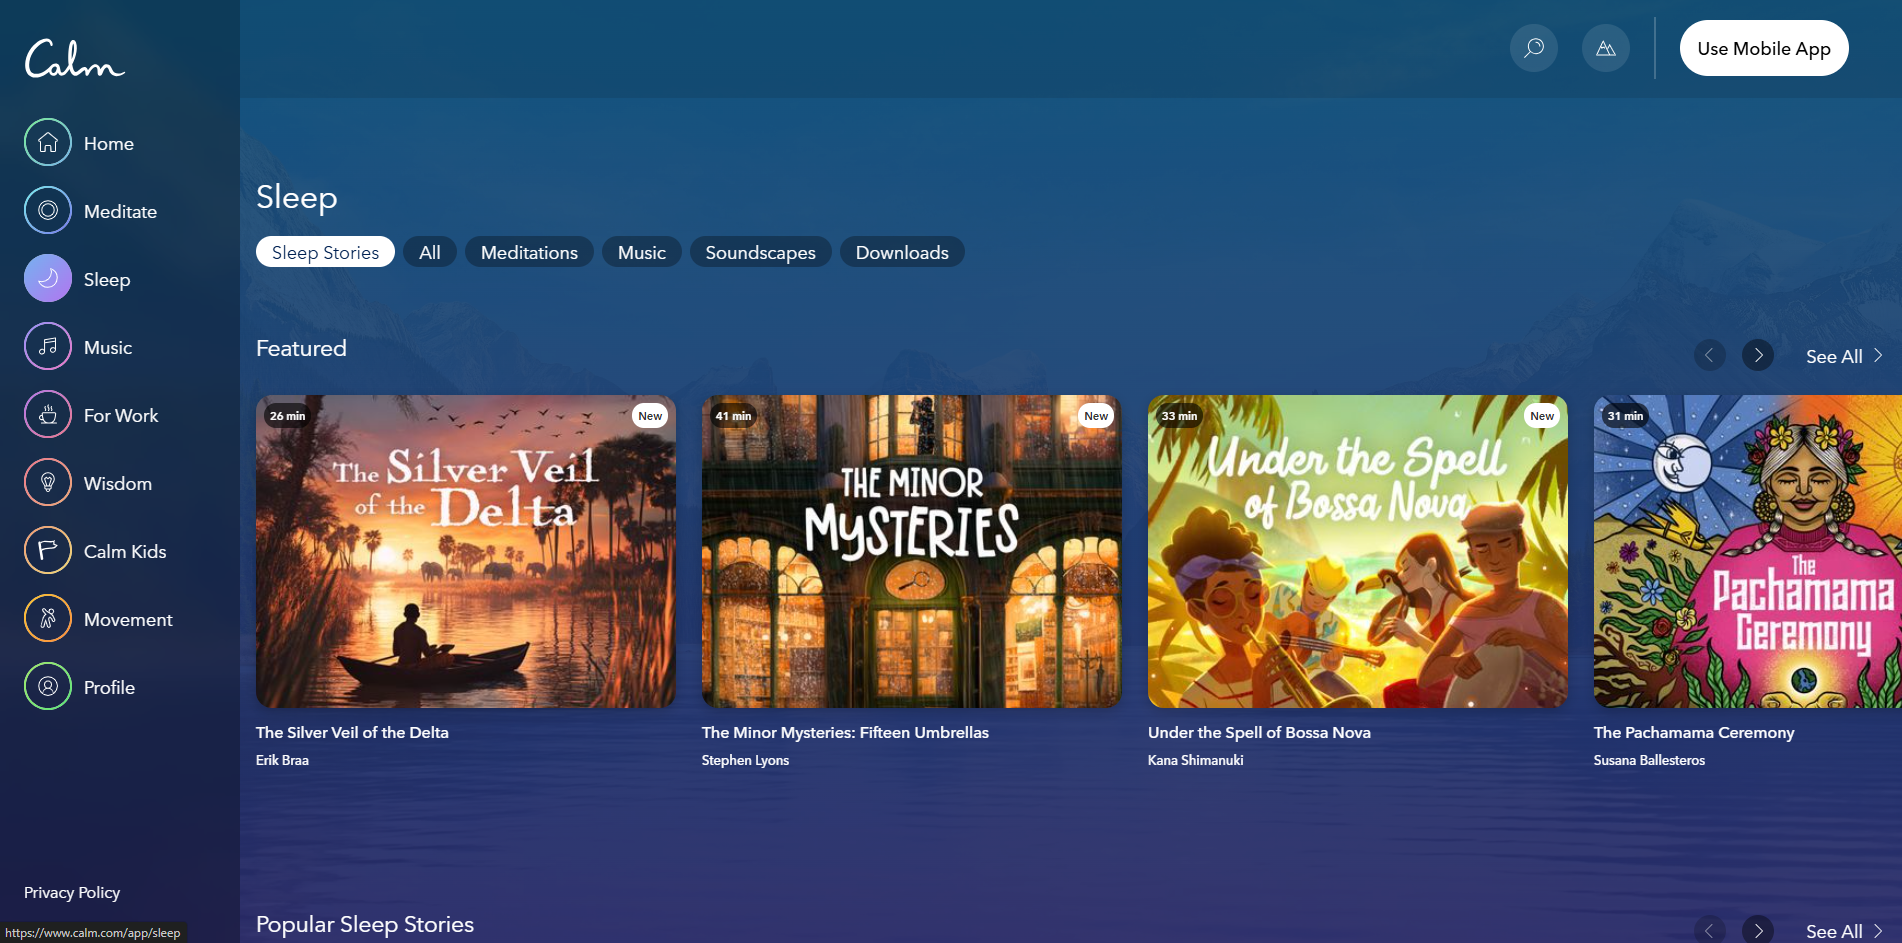 Calm
Home
Meditate
Sleep
Music
For Work
Wisdom
Calm Kids
Movement
Profile
Privacy Policy
https://www.calm.com/app/sleep
Use Mobile App
Sleep
Sleep Stories
All
Meditations
Music
Soundscapes
Downloads
Featured
See All
26 min
New
The Silver Veil
of the Delta
The Silver Veil of the Delta
Erik Braa
41 min
New
THE MINOR
MYSTERIES
The Minor Mysteries: Fifteen Umbrellas
Stephen Lyons
33 min
New
Under the Spell
of Bossa Nova
Under the Spell of Bossa Nova
Kana Shimanuki
31 min
The
Pachamama
Ceremony
The Pachamama Ceremony
Susana Ballesteros
Popular Sleep Stories
See All